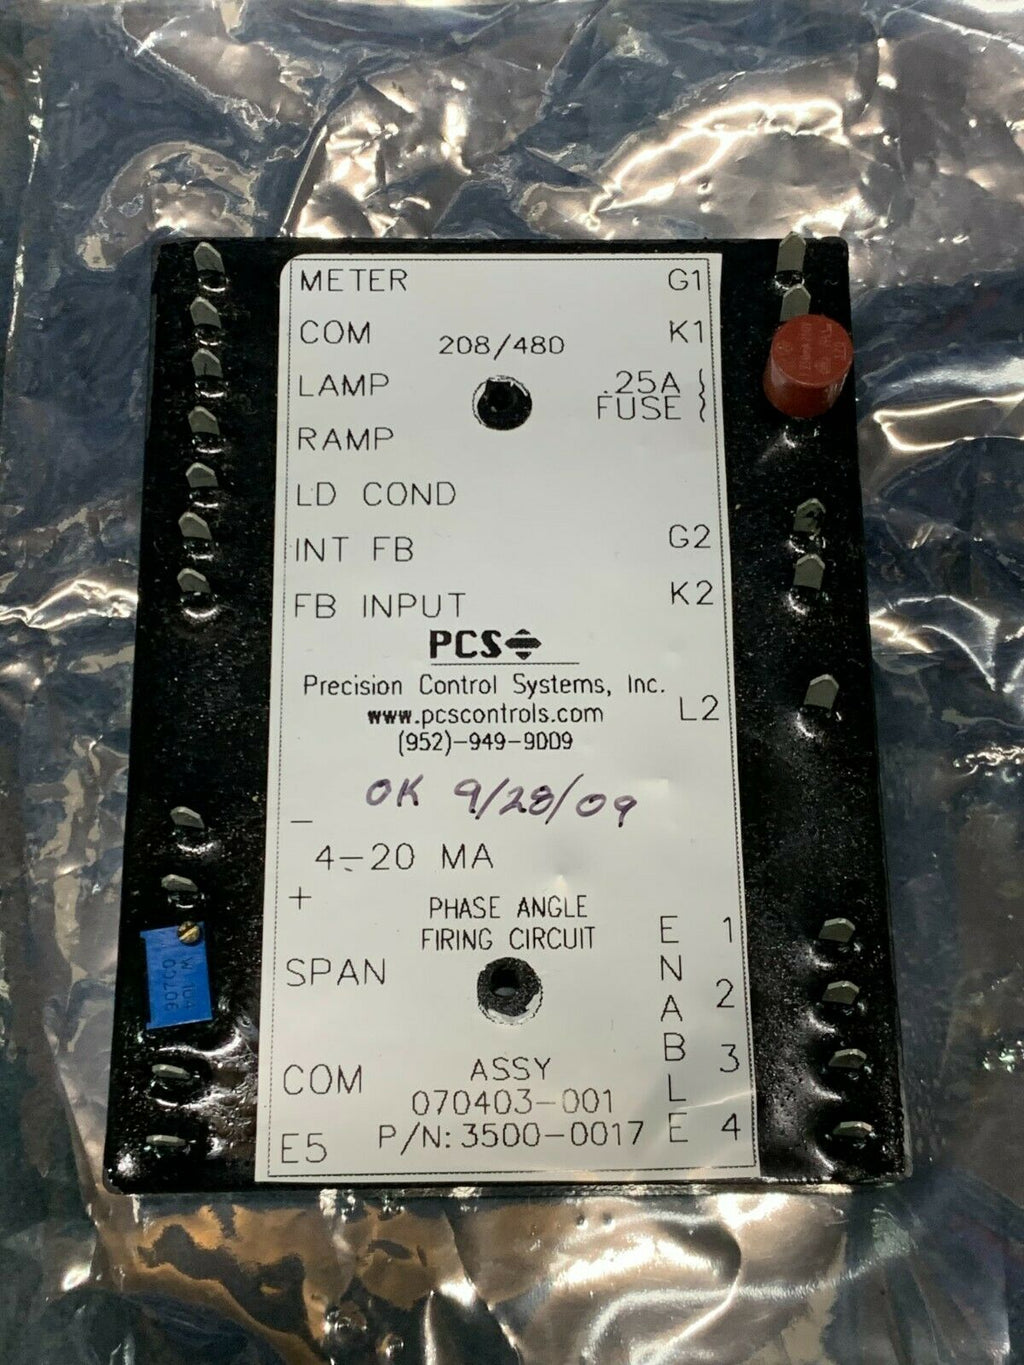 METER G1
COM 208/480 K1
LAMP .25A
FUSE
RAMP
LD COND
INT FB G2
FB INPUT K2
PCS
Precision Control Systems, Inc.
www.pcscontrols.com L2
(952)-949-9009
OK 9/28/09
−
4-20 MA
+
PHASE ANGLE
FIRING CIRCUIT
SPAN
ENABLE
1
2
3
4
COM
ASSY
070403-001
E5 P/N: 3500-0017
W 104